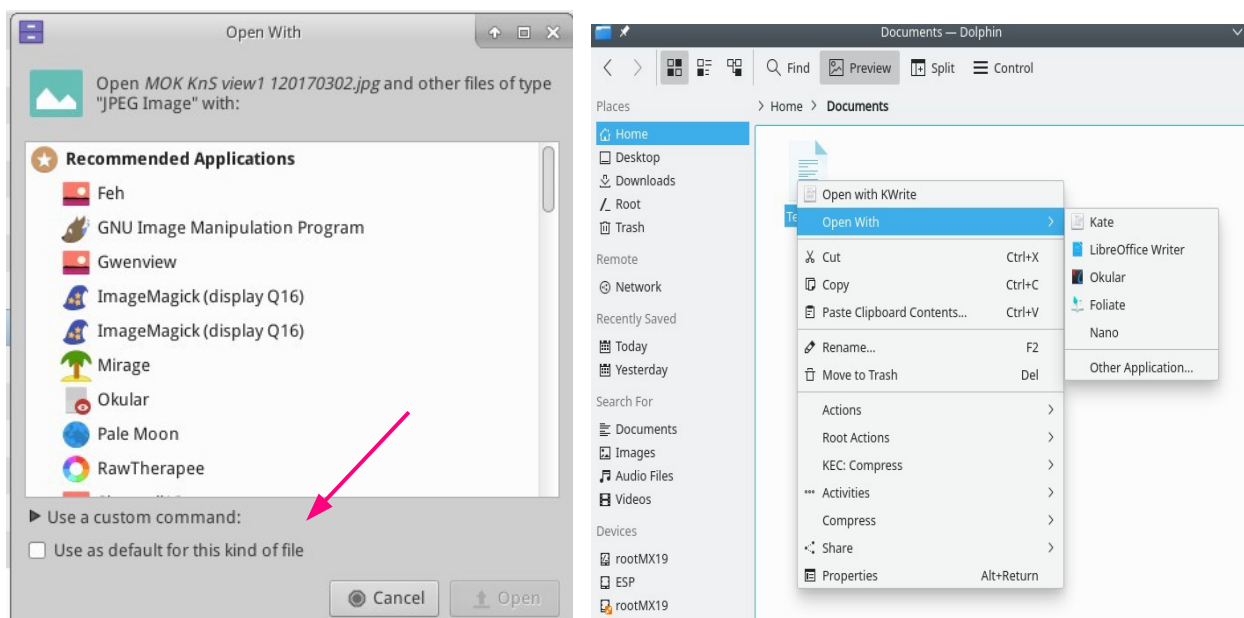 Open With
Open MOK KnS view1 120170302.jpg and other files of type
"JPEG Image" with:
Recommended Applications
Feh
GNU Image Manipulation Program
Gwenview
ImageMagick (display Q16)
ImageMagick (display Q16)
Mirage
Okular
Pale Moon
RawTherapee
Use a custom command:
Use as default for this kind of file
Cancel
Open
Documents — Dolphin
Find
Preview
Split
Control
Places
Home
Desktop
Downloads
Root
Trash
Remote
Network
Recently Saved
Today
Yesterday
Search For
Documents
Images
Audio Files
Videos
Devices
rootMX19
ESP
rootMX19
> Home > Documents
Te
Open with KWrite
Open With
Cut Ctrl+X
Copy Ctrl+C
Paste Clipboard Contents... Ctrl+V
Rename... F2
Move to Trash Del
Actions
Root Actions
KEC: Compress
Activities
Compress
Share
Properties Alt+Return
Kate
LibreOffice Writer
Okular
Foliate
Nano
Other Application...